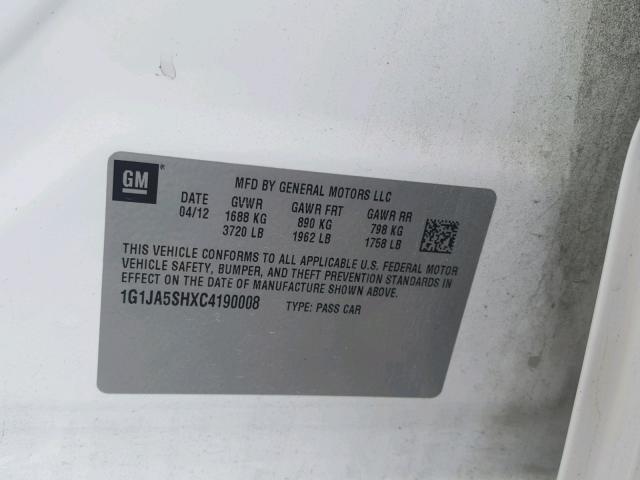 GM
MFD BY GENERAL MOTORS LLC
DATE GVWR GAWR FRT GAWR RR
04/12 1688 KG 890 KG 798 KG
3720 LB 1962 LB 1758 LB
THIS VEHICLE CONFORMS TO ALL APPLICABLE U.S. FEDERAL MOTOR
VEHICLE SAFETY, BUMPER, AND THEFT PREVENTION STANDARDS IN
EFFECT ON THE DATE OF MANUFACTURE SHOWN ABOVE.
1G1JA5SHXC4190008 TYPE: PASS CAR